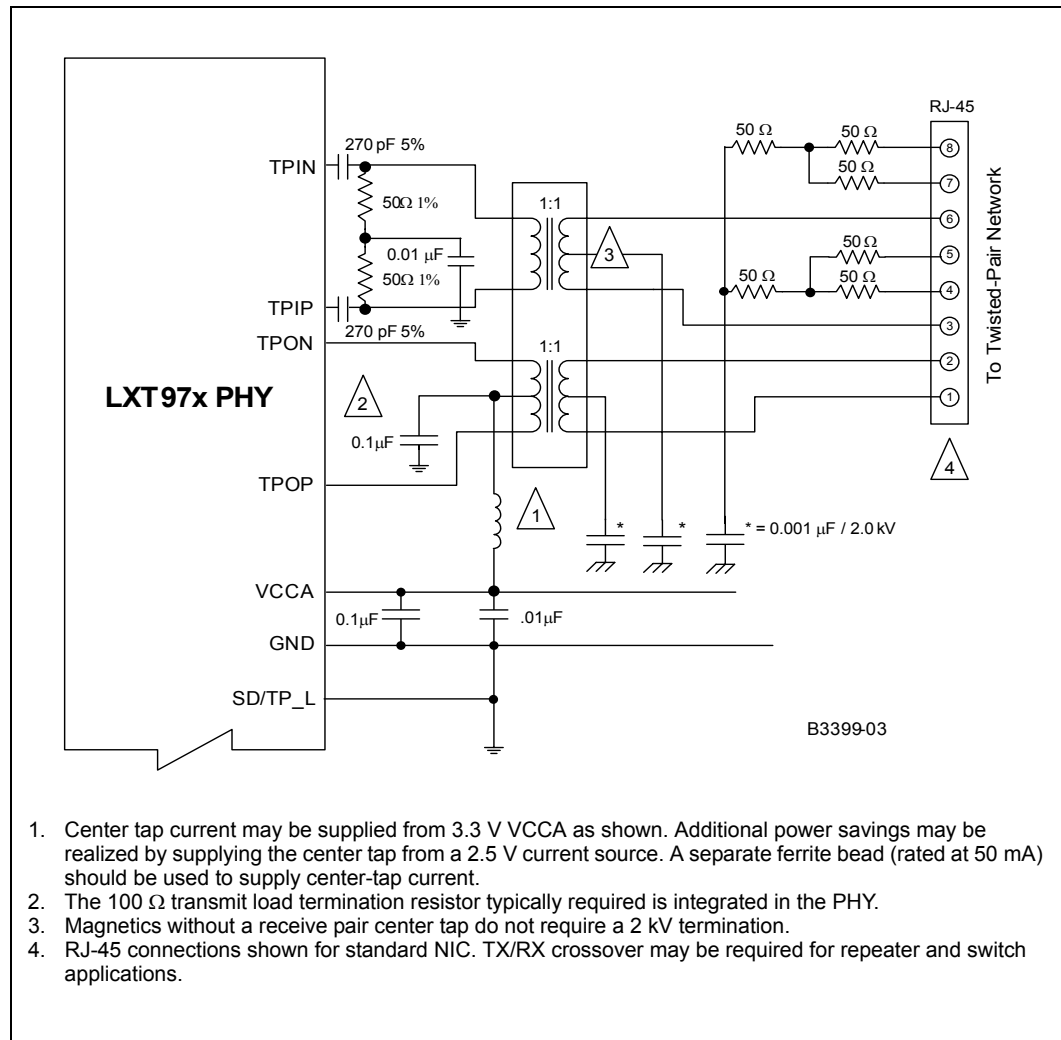 RJ-45
50 Ω
50 Ω
8
270 pF 5%
TPIN
50 Ω
7
1:1
50Ω 1%
6
3
50 Ω
5
0.01 µF
50 Ω
50 Ω
4
50Ω 1%
TPIP
3
270 pF 5%
TPON
1:1
2
LXT97x PHY
2
1
To Twisted-Pair Network
0.1µF
4
TPOP
1
*
*
* = 0.001 µF / 2.0 kV
VCCA
0.1µF
.01µF
GND
SD/TP_L
B3399-03
1. Center tap current may be supplied from 3.3 V VCCA as shown. Additional power savings may be
realized by supplying the center tap from a 2.5 V current source. A separate ferrite bead (rated at 50 mA)
should be used to supply center-tap current.
2. The 100 Ω transmit load termination resistor typically required is integrated in the PHY.
3. Magnetics without a receive pair center tap do not require a 2 kV termination.
4. RJ-45 connections shown for standard NIC. TX/RX crossover may be required for repeater and switch
applications.